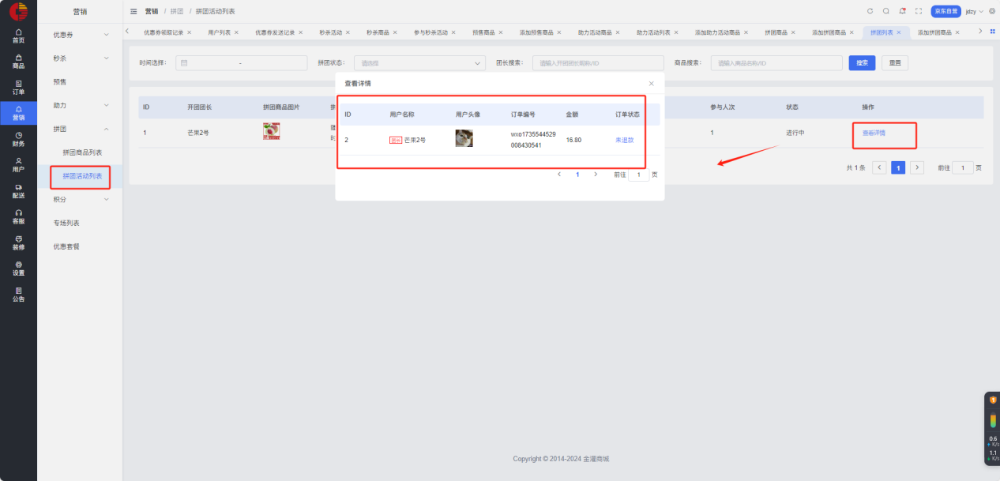 营销
营销 / 拼团 / 拼团活动列表
京东自营
jdzy
优惠券领取记录 ×
用户列表 ×
优惠券发送记录 ×
秒杀活动 ×
秒杀商品 ×
参与秒杀活动 ×
预售商品 ×
添加预售商品 ×
助力活动商品 ×
助力活动列表 ×
添加助力活动商品 ×
拼团商品 ×
添加拼团商品 ×
拼团列表 ×
添加拼团商品 ×
首页
商品
订单
营销
财务
用户
配送
客服
装修
设置
公告
优惠券
秒杀
预售
助力
拼团
拼团商品列表
拼团活动列表
积分
专场列表
优惠套餐
时间选择：
-
拼团状态：
请选择
团长搜索：
请输入开团团长昵称/ID
商品搜索：
请输入商品名称/ID
搜索
重置
ID
开团团长
拼团商品图片
参与人次
状态
操作
1
芒果2号
1
进行中
查看详情
共 1 条
1
前往
1
页
查看详情
ID
用户名称
用户头像
订单编号
金额
订单状态
2
团长 芒果2号
wxo1735544529
008430541
16.80
未退款
1
前往
1
页
Copyright © 2014-2024 金灌商城
0.6
K/s
1.1
K/s